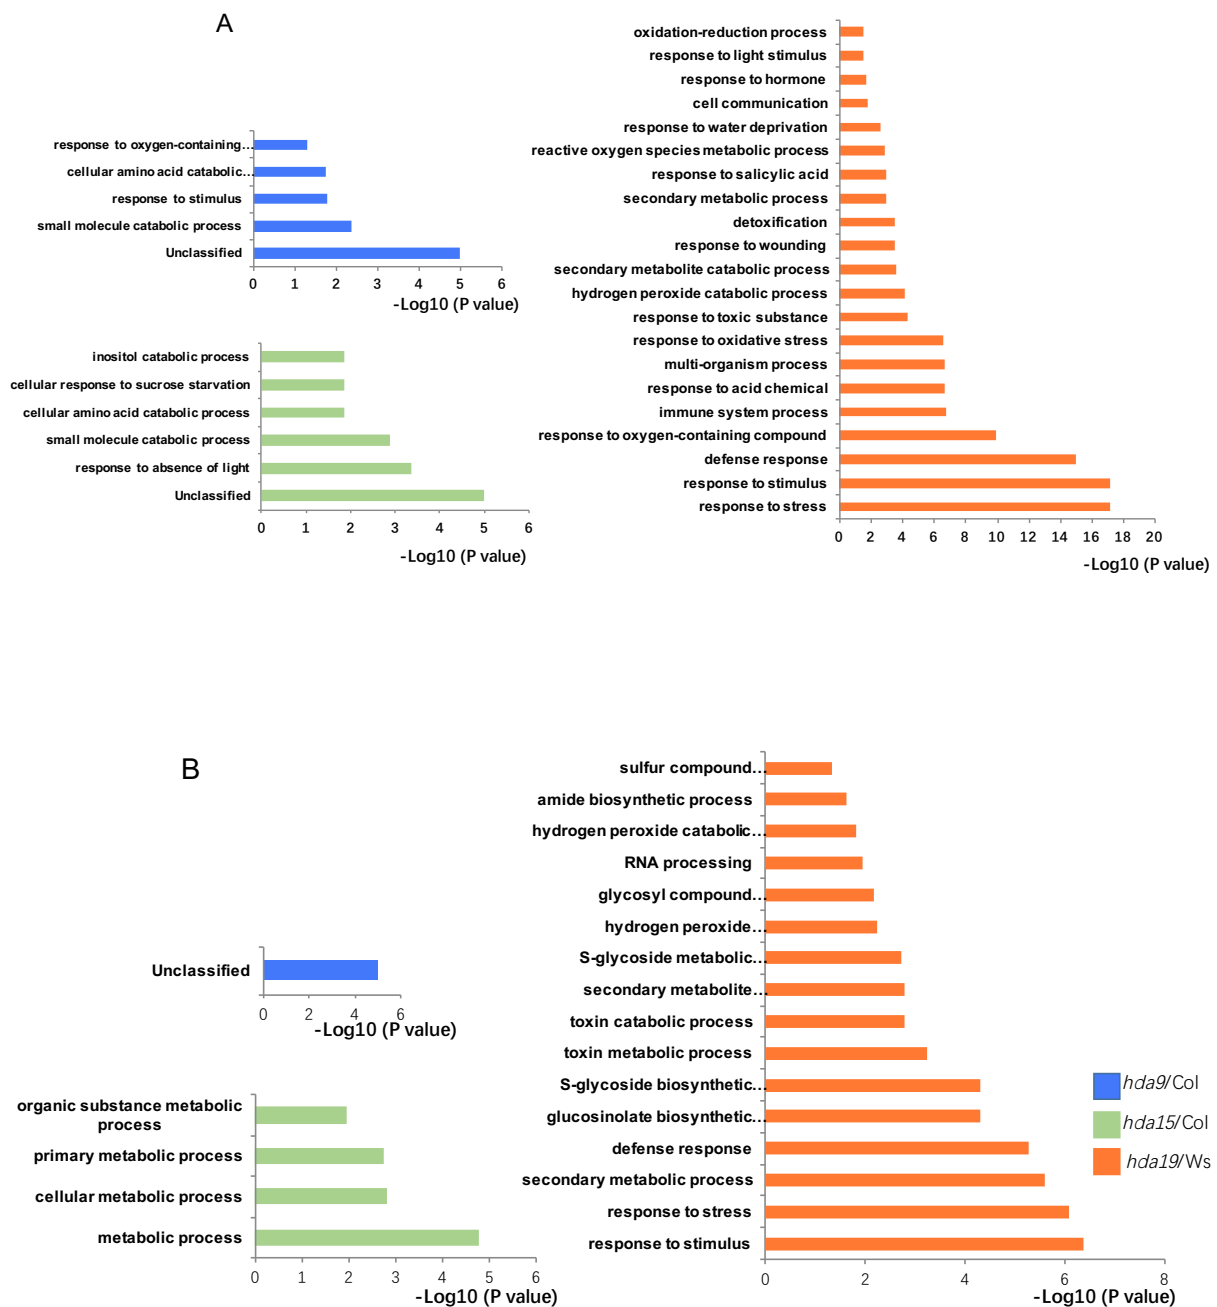 A
response to oxygen-containing...
cellular amino acid catabolic...
response to stimulus
small molecule catabolic process
Unclassified
0 1 2 3 4 5 6
-Log10 (P value)
inositol catabolic process
cellular response to sucrose starvation
cellular amino acid catabolic process
small molecule catabolic process
response to absence of light
Unclassified
0 1 2 3 4 5 6
-Log10 (P value)
oxidation-reduction process
response to light stimulus
response to hormone
cell communication
response to water deprivation
reactive oxygen species metabolic process
response to salicylic acid
secondary metabolic process
detoxification
response to wounding
secondary metabolite catabolic process
hydrogen peroxide catabolic process
response to toxic substance
response to oxidative stress
multi-organism process
response to acid chemical
immune system process
response to oxygen-containing compound
defense response
response to stimulus
response to stress
0 2 4 6 8 10 12 14 16 18 20
-Log10 (P value)
B
Unclassified
0 2 4 6
-Log10 (P value)
organic substance metabolic
process
primary metabolic process
cellular metabolic process
metabolic process
0 1 2 3 4 5 6
-Log10 (P value)
sulfur compound...
amide biosynthetic process
hydrogen peroxide catabolic...
RNA processing
glycosyl compound...
hydrogen peroxide...
S-glycoside metabolic...
secondary metabolite...
toxin catabolic process
toxin metabolic process
S-glycoside biosynthetic...
glucosinolate biosynthetic...
defense response
secondary metabolic process
response to stress
response to stimulus
0 2 4 6 8
-Log10 (P value)
hda9/Col
hda15/Col
hda19/Ws